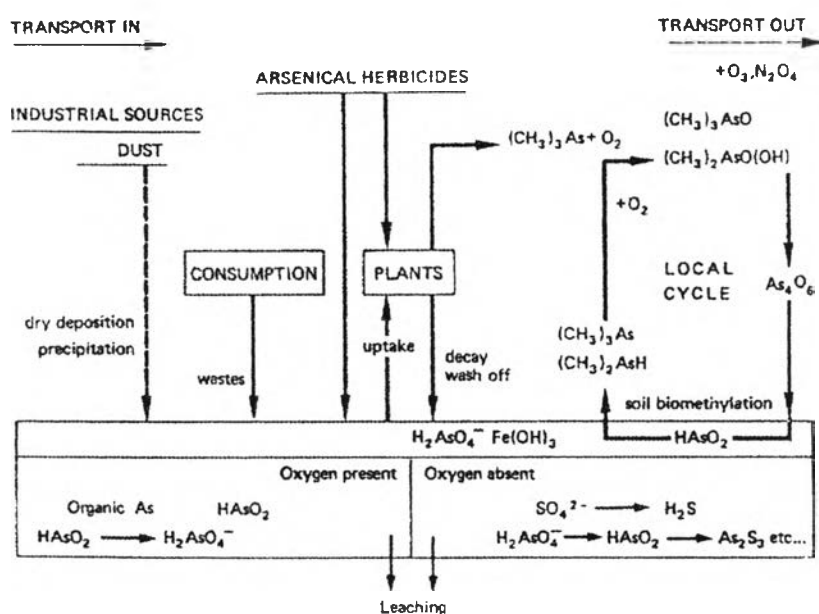 TRANSPORT IN
TRANSPORT OUT
+O₃,N₂O₄
ARSENICAL HERBICIDES
INDUSTRIAL SOURCES
DUST
(CH₃)₃As+O₂
(CH₃)₃AsO
(CH₃)₂AsO(OH)
+O₂
CONSUMPTION
PLANTS
LOCAL
CYCLE
As₄O₆
dry deposition
precipitation
wastes
uptake
decay
wash off
(CH₃)₃As
(CH₃)₂AsH
soil biomethylation
H₂AsO₄⁻ Fe(OH)₃
HAsO₂
Oxygen present
Oxygen absent
Organic As HAsO₂
HAsO₂ → H₂AsO₄⁻
SO₄²⁻ → H₂S
H₂AsO₄⁻ → HAsO₂ → As₂S₃ etc...
Leaching